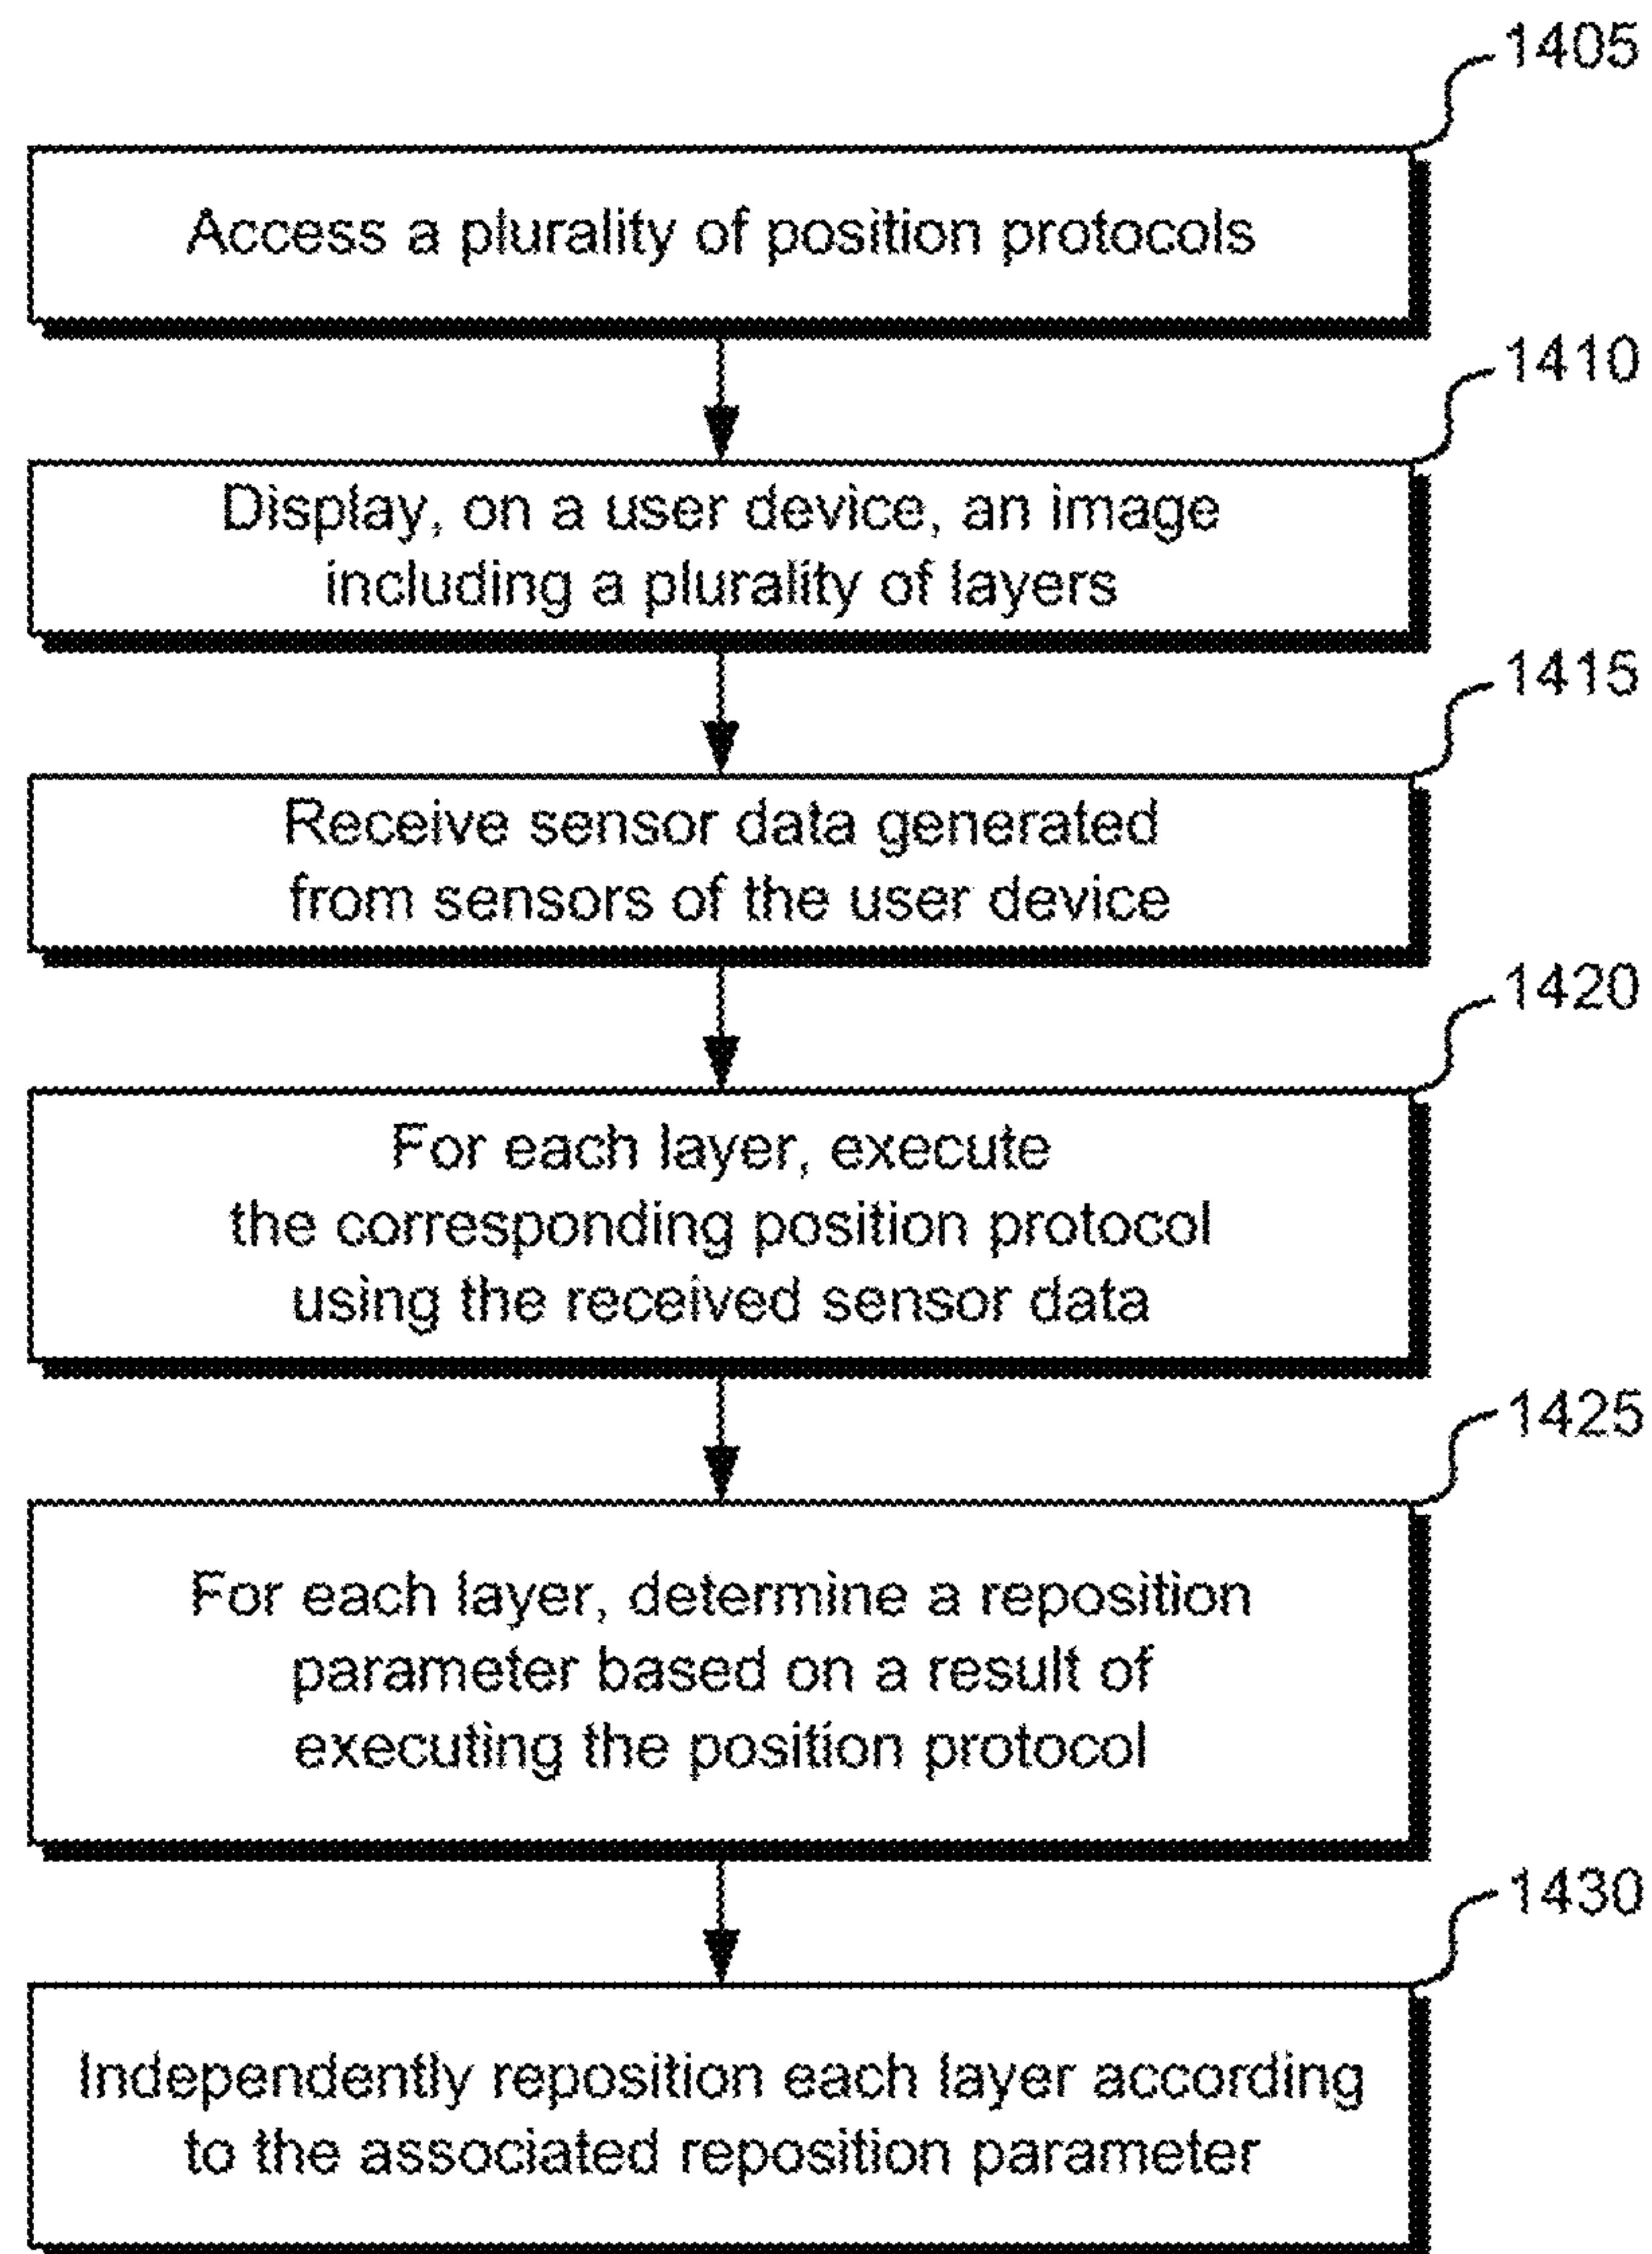 1405
Access a plurality of position protocols
1410
Display, on a user device, an image
including a plurality of layers
1415
Receive sensor data generated
from sensors of the user device
1420
For each layer, execute
the corresponding position protocol
using the received sensor data
1425
For each layer, determine a reposition
parameter based on a result of
executing the position protocol
1430
Independently reposition each layer according
to the associated reposition parameter